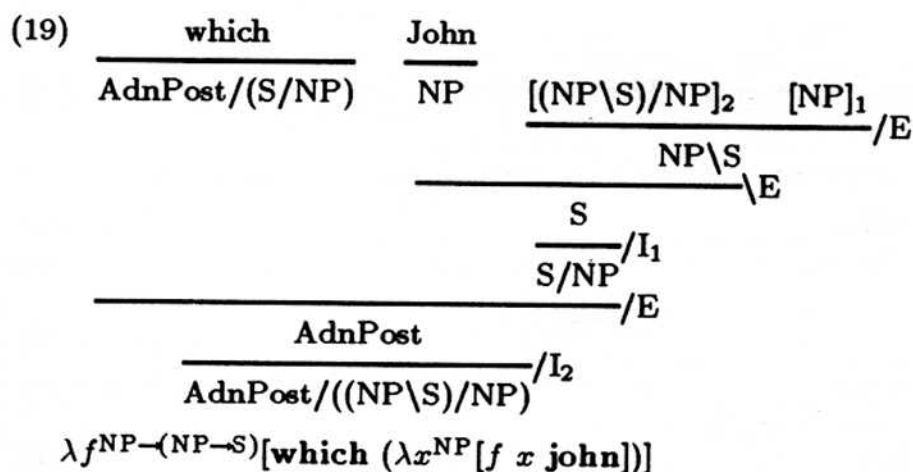 (19) which John
AdnPost/(S/NP) NP [(NP\S)/NP]₂ [NP]₁
/E
NP\S
\E
S
/I₁
S/NP
/E
AdnPost
/I₂
AdnPost/((NP\S)/NP)
λf^NP→(NP→S)[which (λx^NP[f x john])]